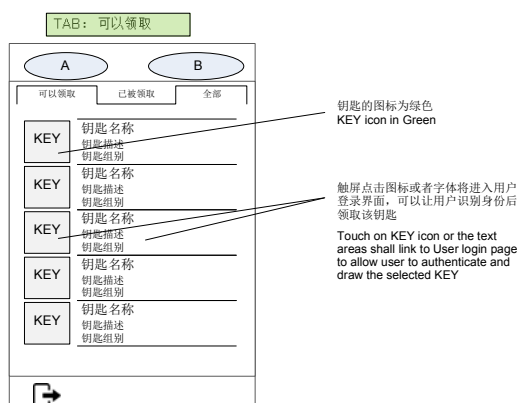 TAB: 可以领取
A
B
可以领取
已被领取
全部
KEY
钥匙名称
钥匙描述
钥匙组别
KEY
钥匙名称
钥匙描述
钥匙组别
KEY
钥匙名称
钥匙描述
钥匙组别
KEY
钥匙名称
钥匙描述
钥匙组别
KEY
钥匙名称
钥匙描述
钥匙组别
钥匙的图标为绿色
KEY icon in Green
触屏点击图标或者字体将进入用户
登录界面，可以让用户识别身份后
领取该钥匙
Touch on KEY icon or the text
areas shall link to User login page
to allow user to authenticate and
draw the selected KEY